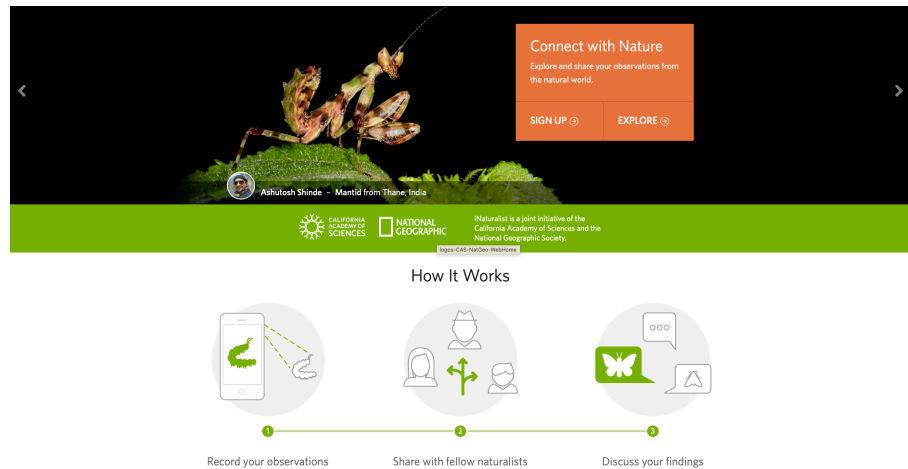 Connect with Nature
Explore and share your observations from
the natural world.
SIGN UP
EXPLORE
Ashutosh Shinde - Mantid from Thane, India
CALIFORNIA
ACADEMY OF
SCIENCES
NATIONAL
GEOGRAPHIC
iNaturalist is a joint initiative of the
California Academy of Sciences and the
National Geographic Society.
logos-CAS-NatGeo-WebHome
How It Works
1
2
3
Record your observations
Share with fellow naturalists
Discuss your findings